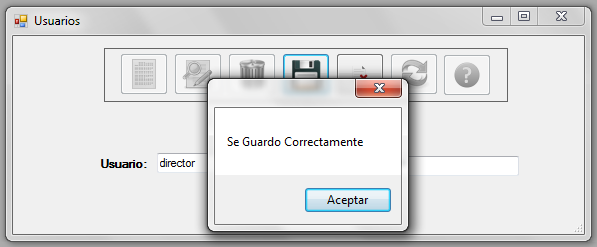 Usuarios
?
Usuario: director
Se Guardo Correctamente
Aceptar